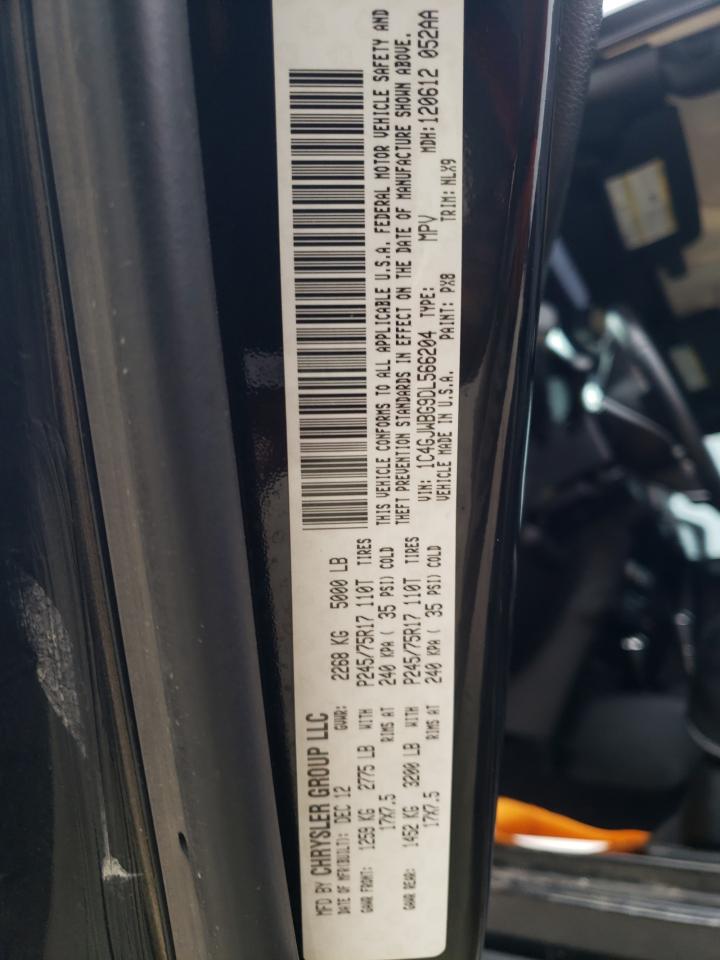 MFD BY CHRYSLER GROUP LLC
DATE OF MFR(BUILT): DEC 12 GVWR: 2268 KG 5000 LB
GAWR FRONT: 1259 KG 2775 LB WITH P245/75R17 110T TIRES
17X7.5 RIMS AT 240 KPA ( 35 PSI) COLD
GAWR REAR: 1452 KG 3200 LB WITH P245/75R17 110T TIRES
17X7.5 RIMS AT 240 KPA ( 35 PSI) COLD
THIS VEHICLE CONFORMS TO ALL APPLICABLE U.S.A. FEDERAL MOTOR VEHICLE SAFETY AND
THEFT PREVENTION STANDARDS IN EFFECT ON THE DATE OF MANUFACTURE SHOWN ABOVE.
VIN: 1C4GJWBG9DL566204 TYPE: MPV MDH:120612 052AA
VEHICLE MADE IN U.S.A. PAINT: PX8 TRIM: NLX9